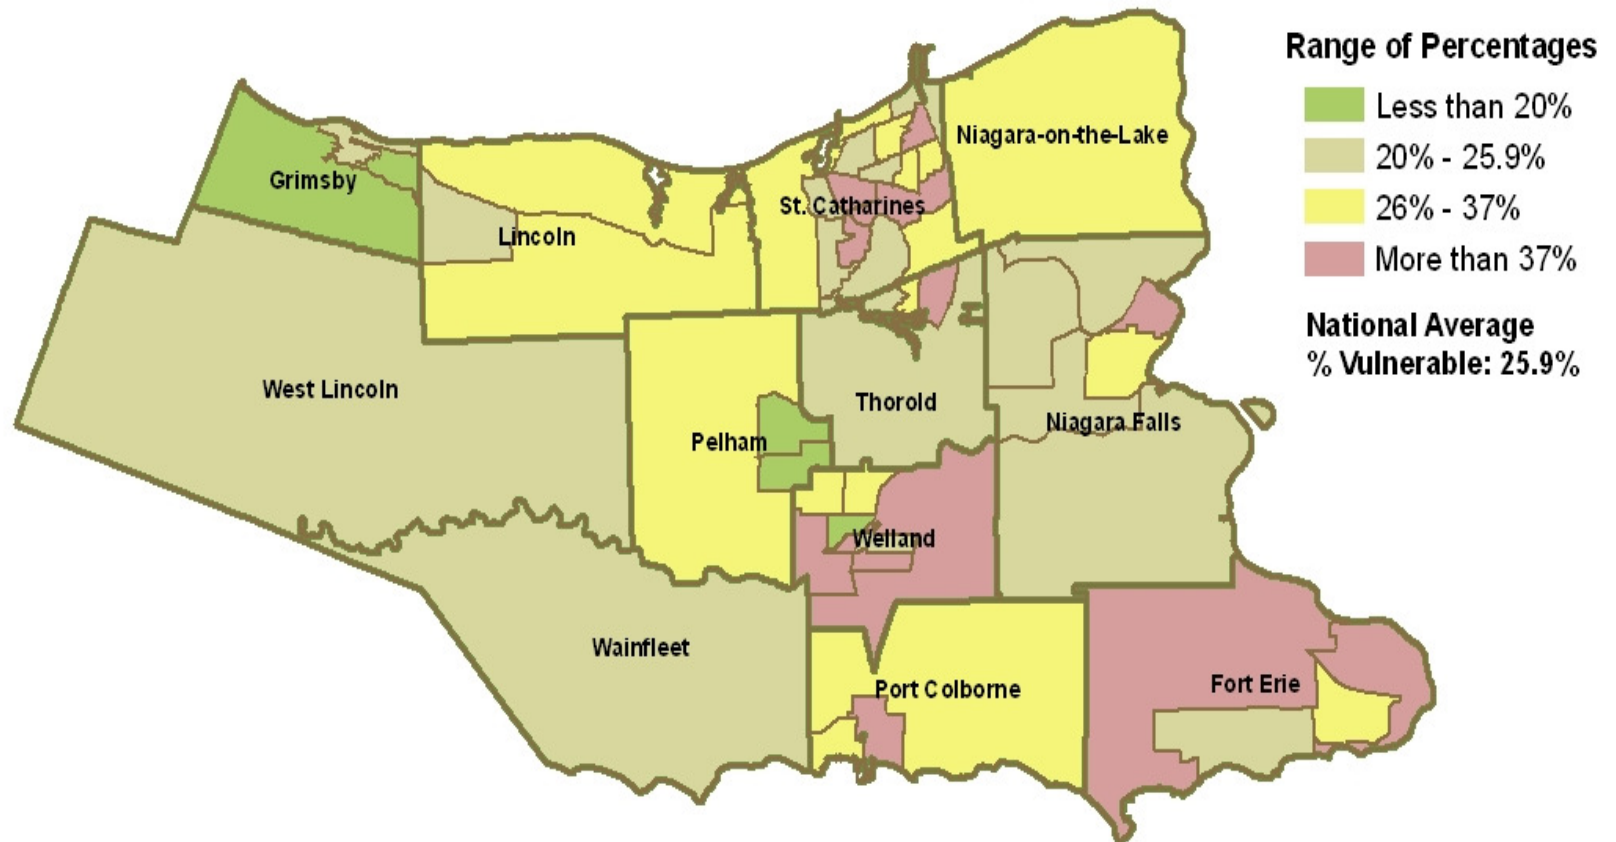 Range of Percentages
Less than 20%
20% - 25.9%
26% - 37%
More than 37%
National Average
% Vulnerable: 25.9%
Niagara-on-the-Lake
Grimsby
St. Catharines
Lincoln
West Lincoln
Thorold
Niagara Falls
Pelham
Welland
Wainfleet
Port Colborne
Fort Erie